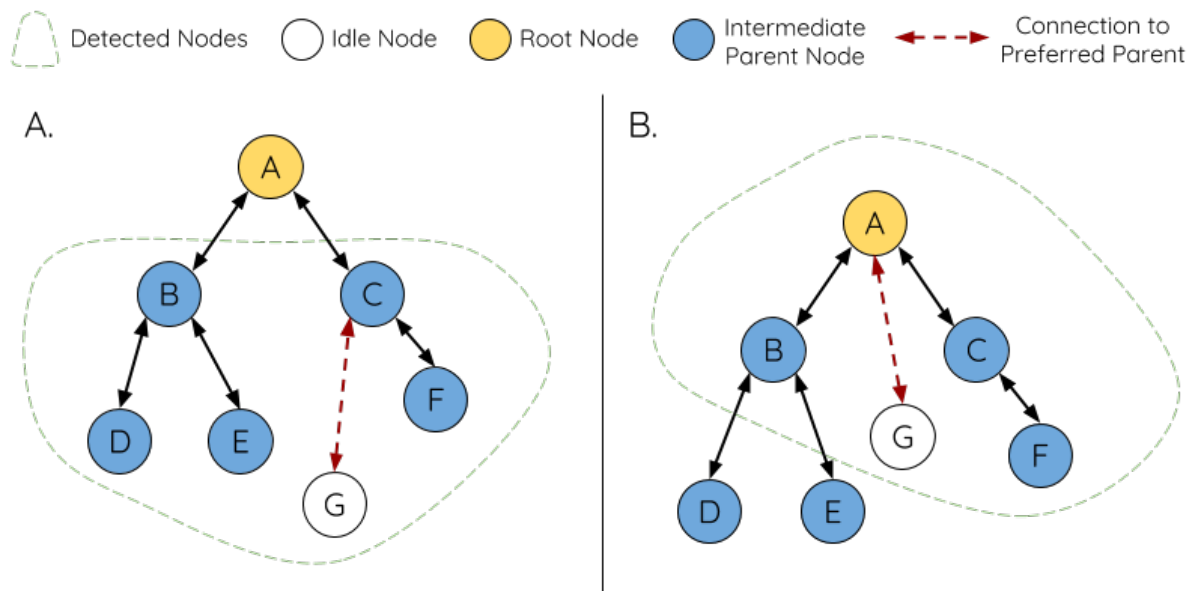 Detected Nodes
Idle Node
Root Node
Intermediate
Parent Node
Connection to
Preferred Parent
A.
A
B
C
D
E
F
G
B.
A
B
C
G
F
D
E